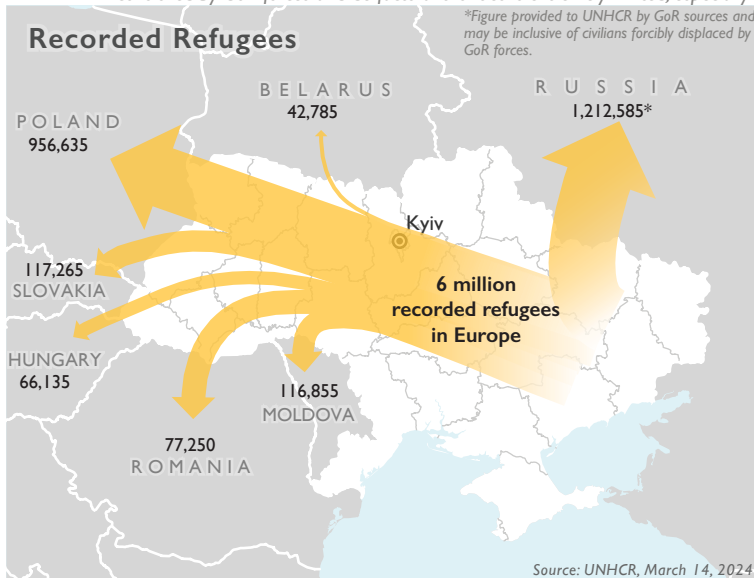 *Figure provided to UNHCR by GoR sources and
may be inclusive of civilians forcibly displaced by
GoR forces.
Recorded Refugees
BELARUS
42,785
RUSSIA
1,212,585*
POLAND
956,635
Kyiv
117,265
SLOVAKIA
6 million
recorded refugees
in Europe
HUNGARY
66,135
116,855
MOLDOVA
77,250
ROMANIA
Source: UNHCR, March 14, 2024